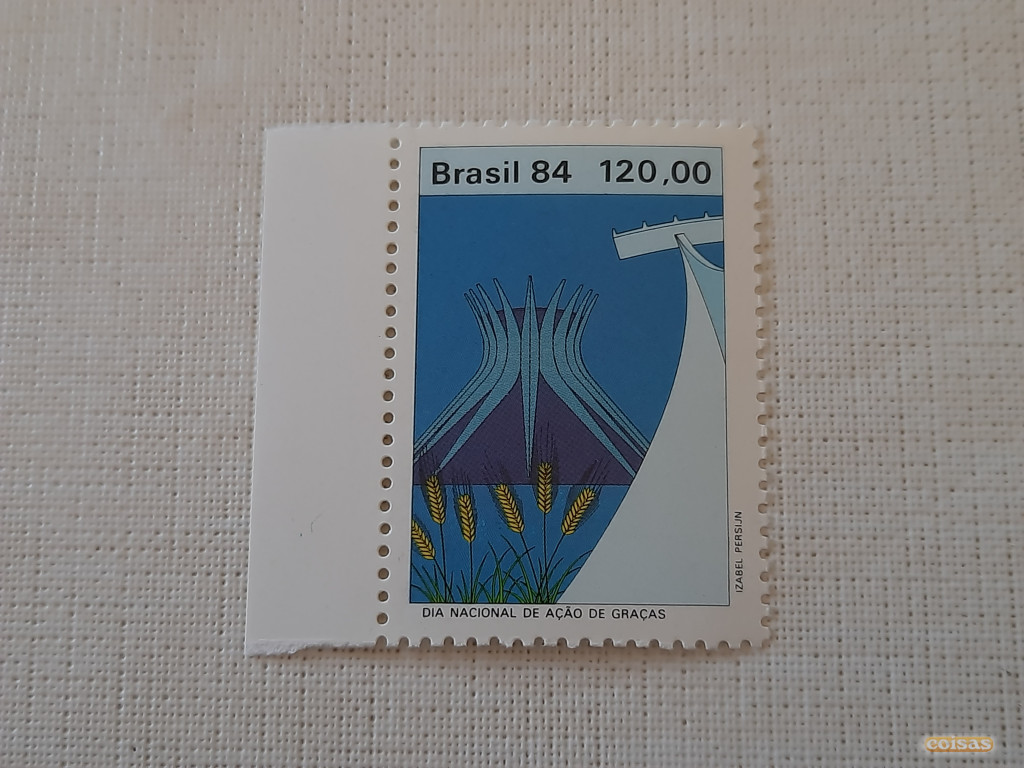 Brasil 84 120,00
IZABEL PERSIJN
DIA NACIONAL DE AÇÃO DE GRAÇAS
coisas